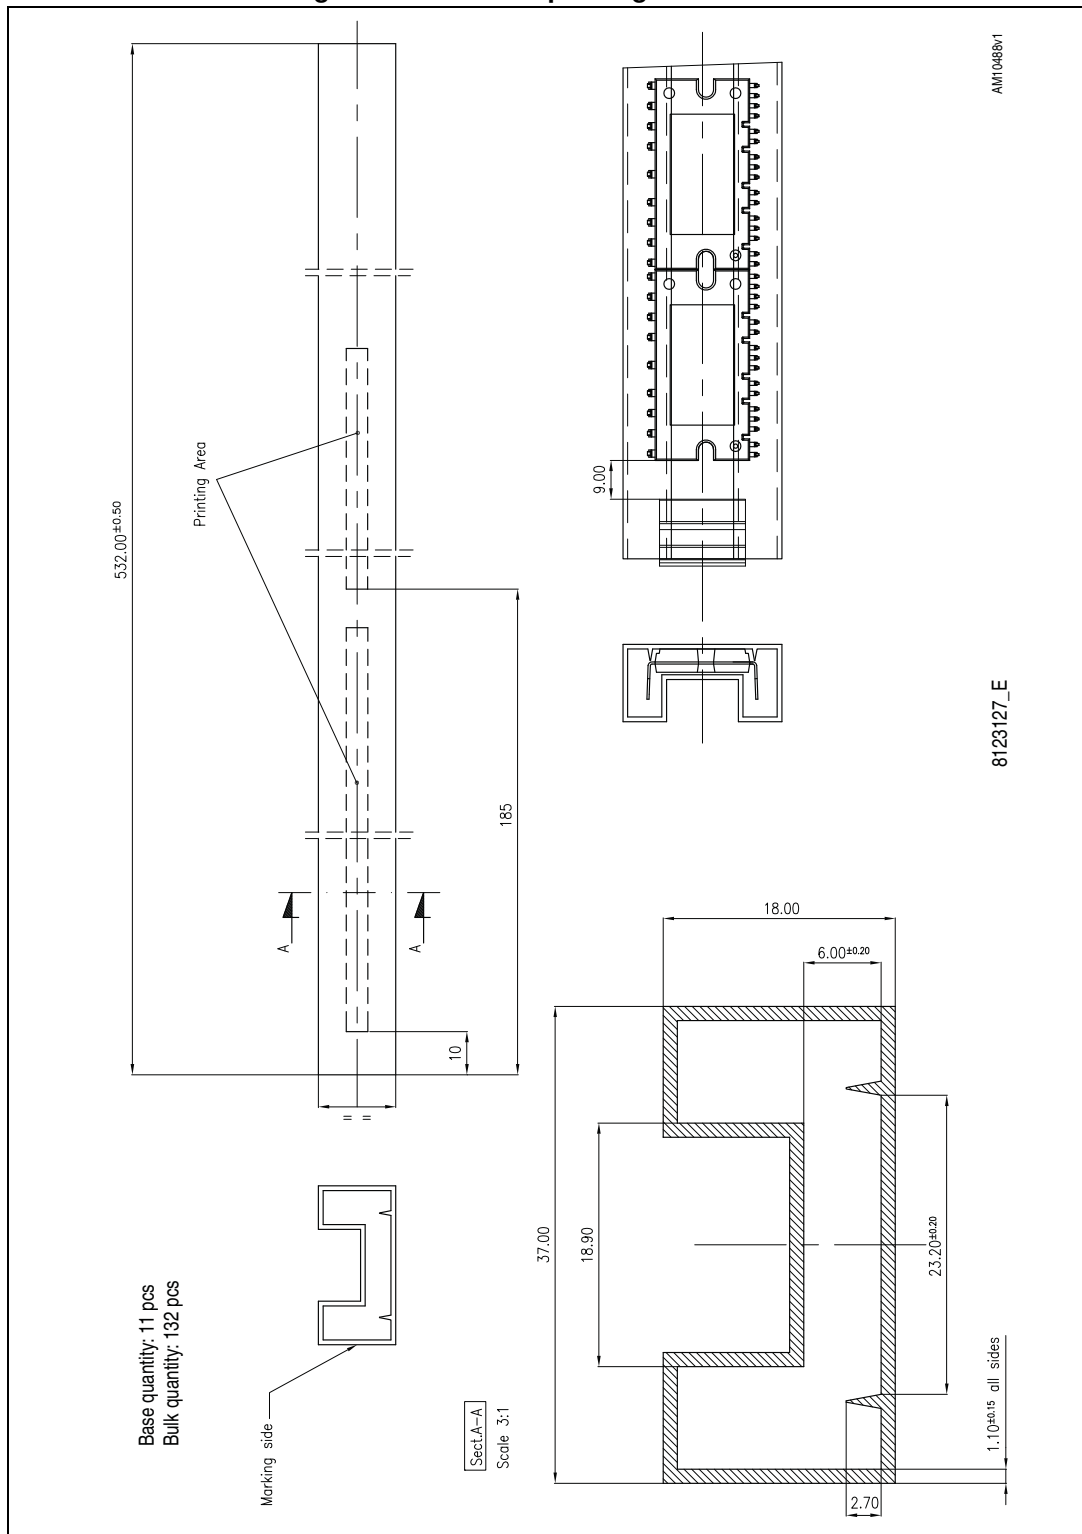 AM10488v1
532.00±0.50
Printing Area
9.00
185
8123127_E
A
A
10
= =
18.00
6.00±0.20
37.00
18.90
23.20±0.20
1.10±0.15 all sides
2.70
Base quantity: 11 pcs
Bulk quantity: 132 pcs
Marking side
Sect.A-A
Scale 3:1